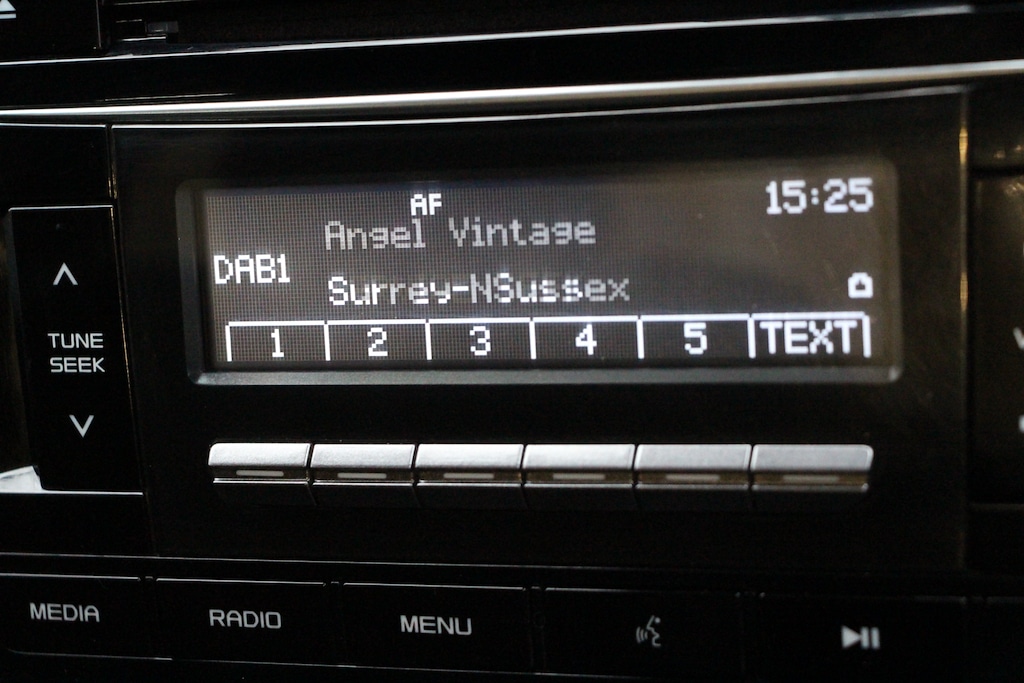 AF
15:25
Angel Vintage
DAB1
Surrey-NSussex
1 2 3 4 5 TEXT
TUNE
SEEK
MEDIA RADIO MENU